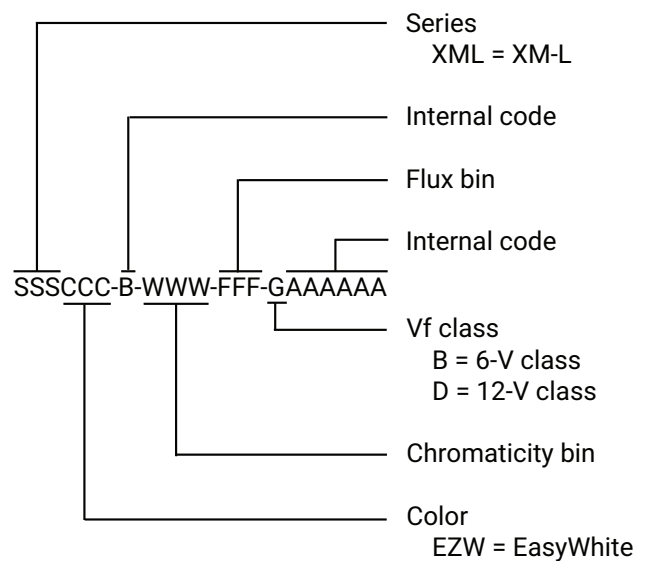 Series
XML = XM-L
Internal code
Flux bin
Internal code
SSSCCC-B-WWW-FFF-GAAAAAA
Vf class
B = 6-V class
D = 12-V class
Chromaticity bin
Color
EZW = EasyWhite